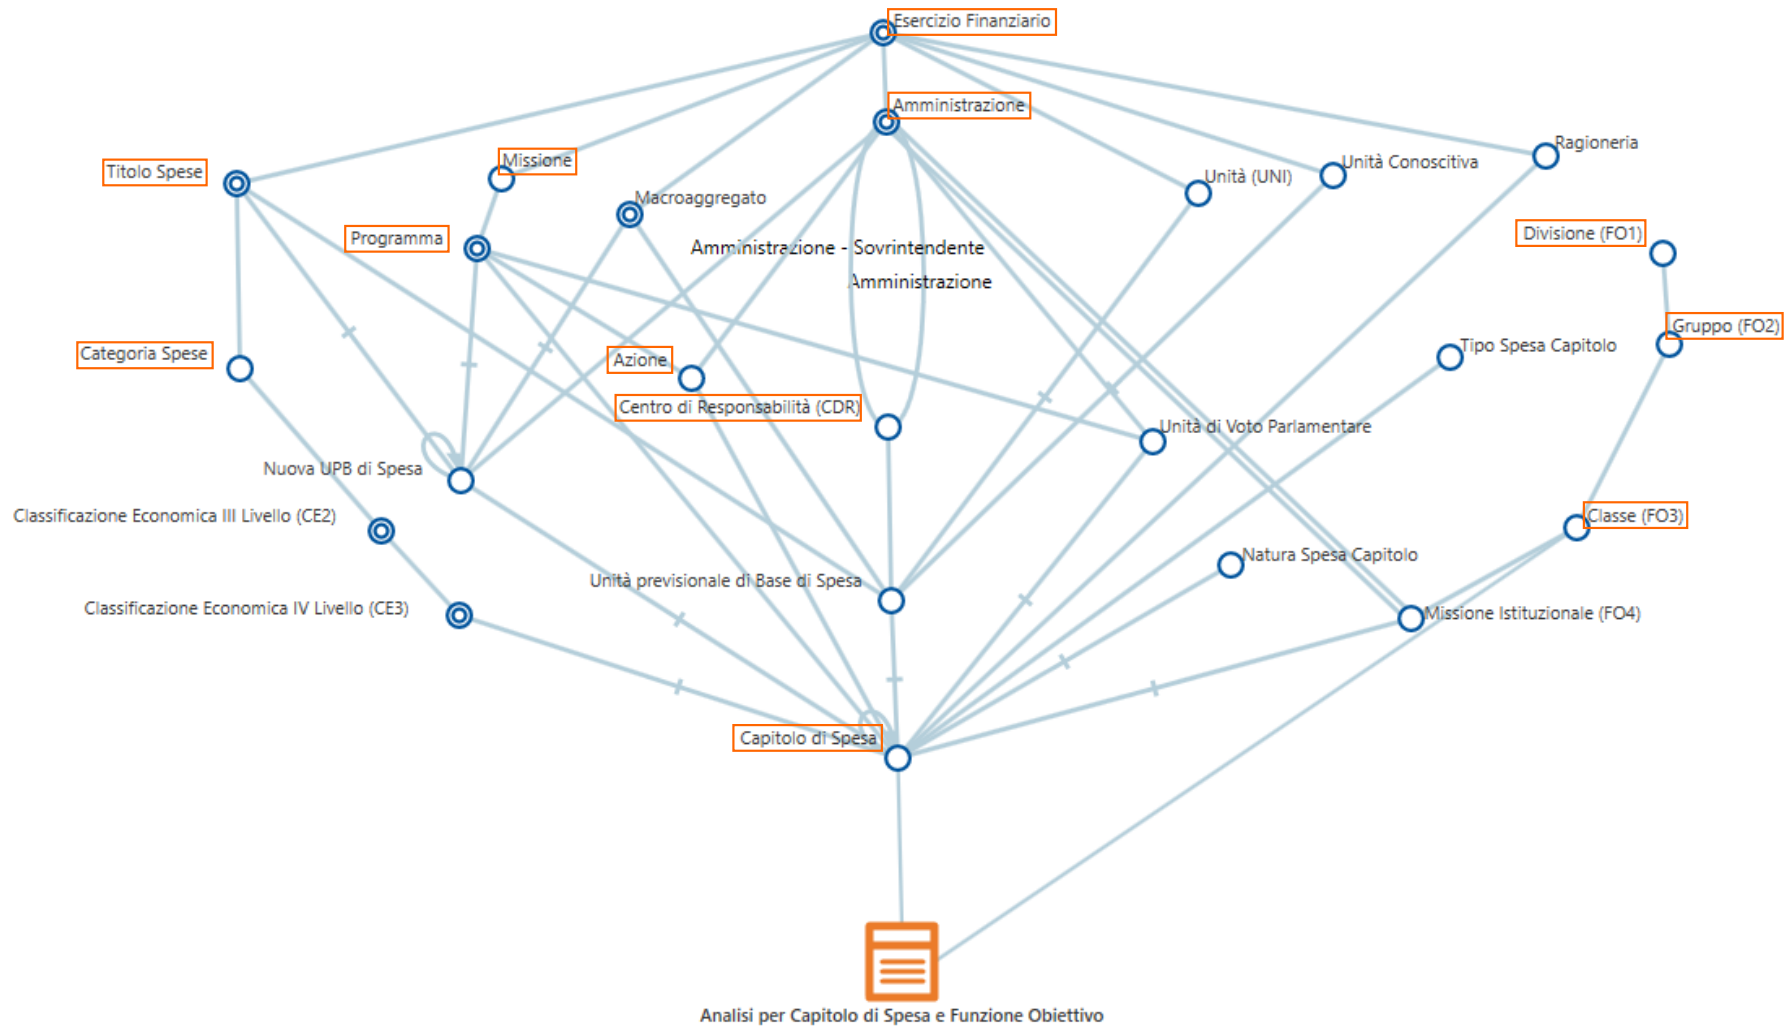 Esercizio Finanziario
Amministrazione
Ragioneria
Missione
Unità Conoscitiva
Titolo Spese
Unità (UNI)
Macroaggregato
Divisione (FO1)
Programma
Amministrazione - Sovrintendente
Amministrazione
Gruppo (FO2)
Tipo Spesa Capitolo
Categoria Spese
Azione
Centro di Responsabilità (CDR)
Unità di Voto Parlamentare
Nuova UPB di Spesa
Classificazione Economica III Livello (CE2)
Classe (FO3)
Natura Spesa Capitolo
Unità previsionale di Base di Spesa
Classificazione Economica IV Livello (CE3)
Missione Istituzionale (FO4)
Capitolo di Spesa
Analisi per Capitolo di Spesa e Funzione Obiettivo